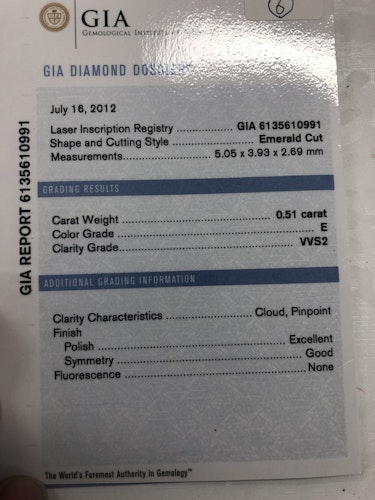 6
GIA
GEMOLOGICAL INSTITUTE
GIA DIAMOND DOSSIER
July 16, 2012
Laser Inscription Registry ................ GIA 6135610991
Shape and Cutting Style ........................ Emerald Cut
Measurements........................ 5.05 x 3.93 x 2.69 mm
GRADING RESULTS
Carat Weight ........................................ 0.51 carat
Color Grade .................................................... E
Clarity Grade.................................................. VVS2
ADDITIONAL GRADING INFORMATION
Clarity Characteristics ...................... Cloud, Pinpoint
Finish
Polish .................................................... Excellent
Symmetry .................................................... Good
Fluorescence .................................................... None
The World's Foremost Authority in Gemology™
GIA REPORT 6135610991